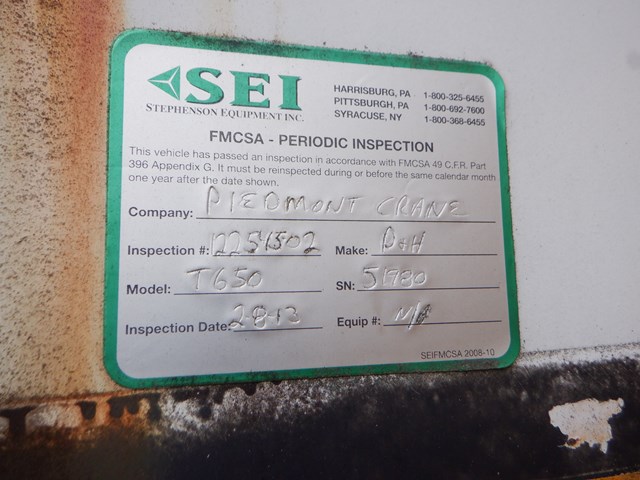 SEI
STEPHENSON EQUIPMENT INC.
HARRISBURG, PA 1-800-325-6455
PITTSBURGH, PA 1-800-692-7600
SYRACUSE, NY 1-800-368-6455
FMCSA - PERIODIC INSPECTION
This vehicle has passed an inspection in accordance with FMCSA 49 C.F.R. Part
396 Appendix G. It must be reinspected during or before the same calendar month
one year after the date shown.
Company: PIEDMONT CRANE
Inspection #: Make: P&H
Model: T650 SN: 51980
Inspection Date: 2-8-13 Equip #: N/A
SEIFMCSA 2008-10